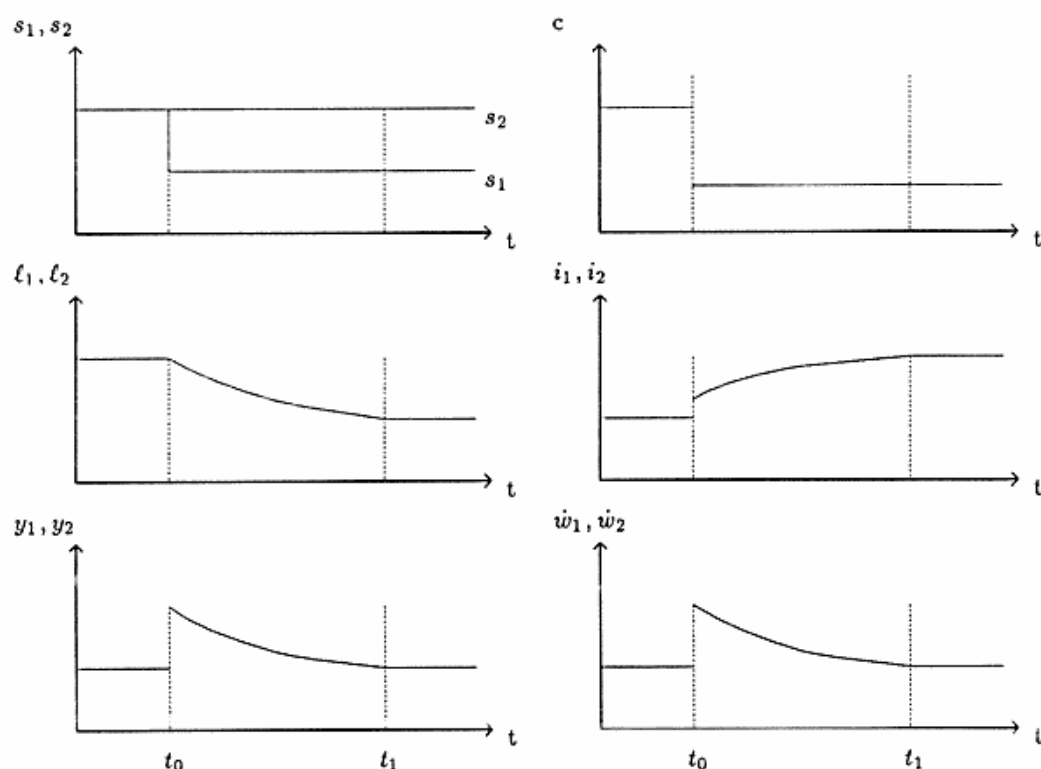 s₁, s₂
c
s₂
s₁
t
t
ℓ₁, ℓ₂
i₁, i₂
t
t
y₁, y₂
ẇ₁, ẇ₂
t
t
t₀
t₁
t₀
t₁